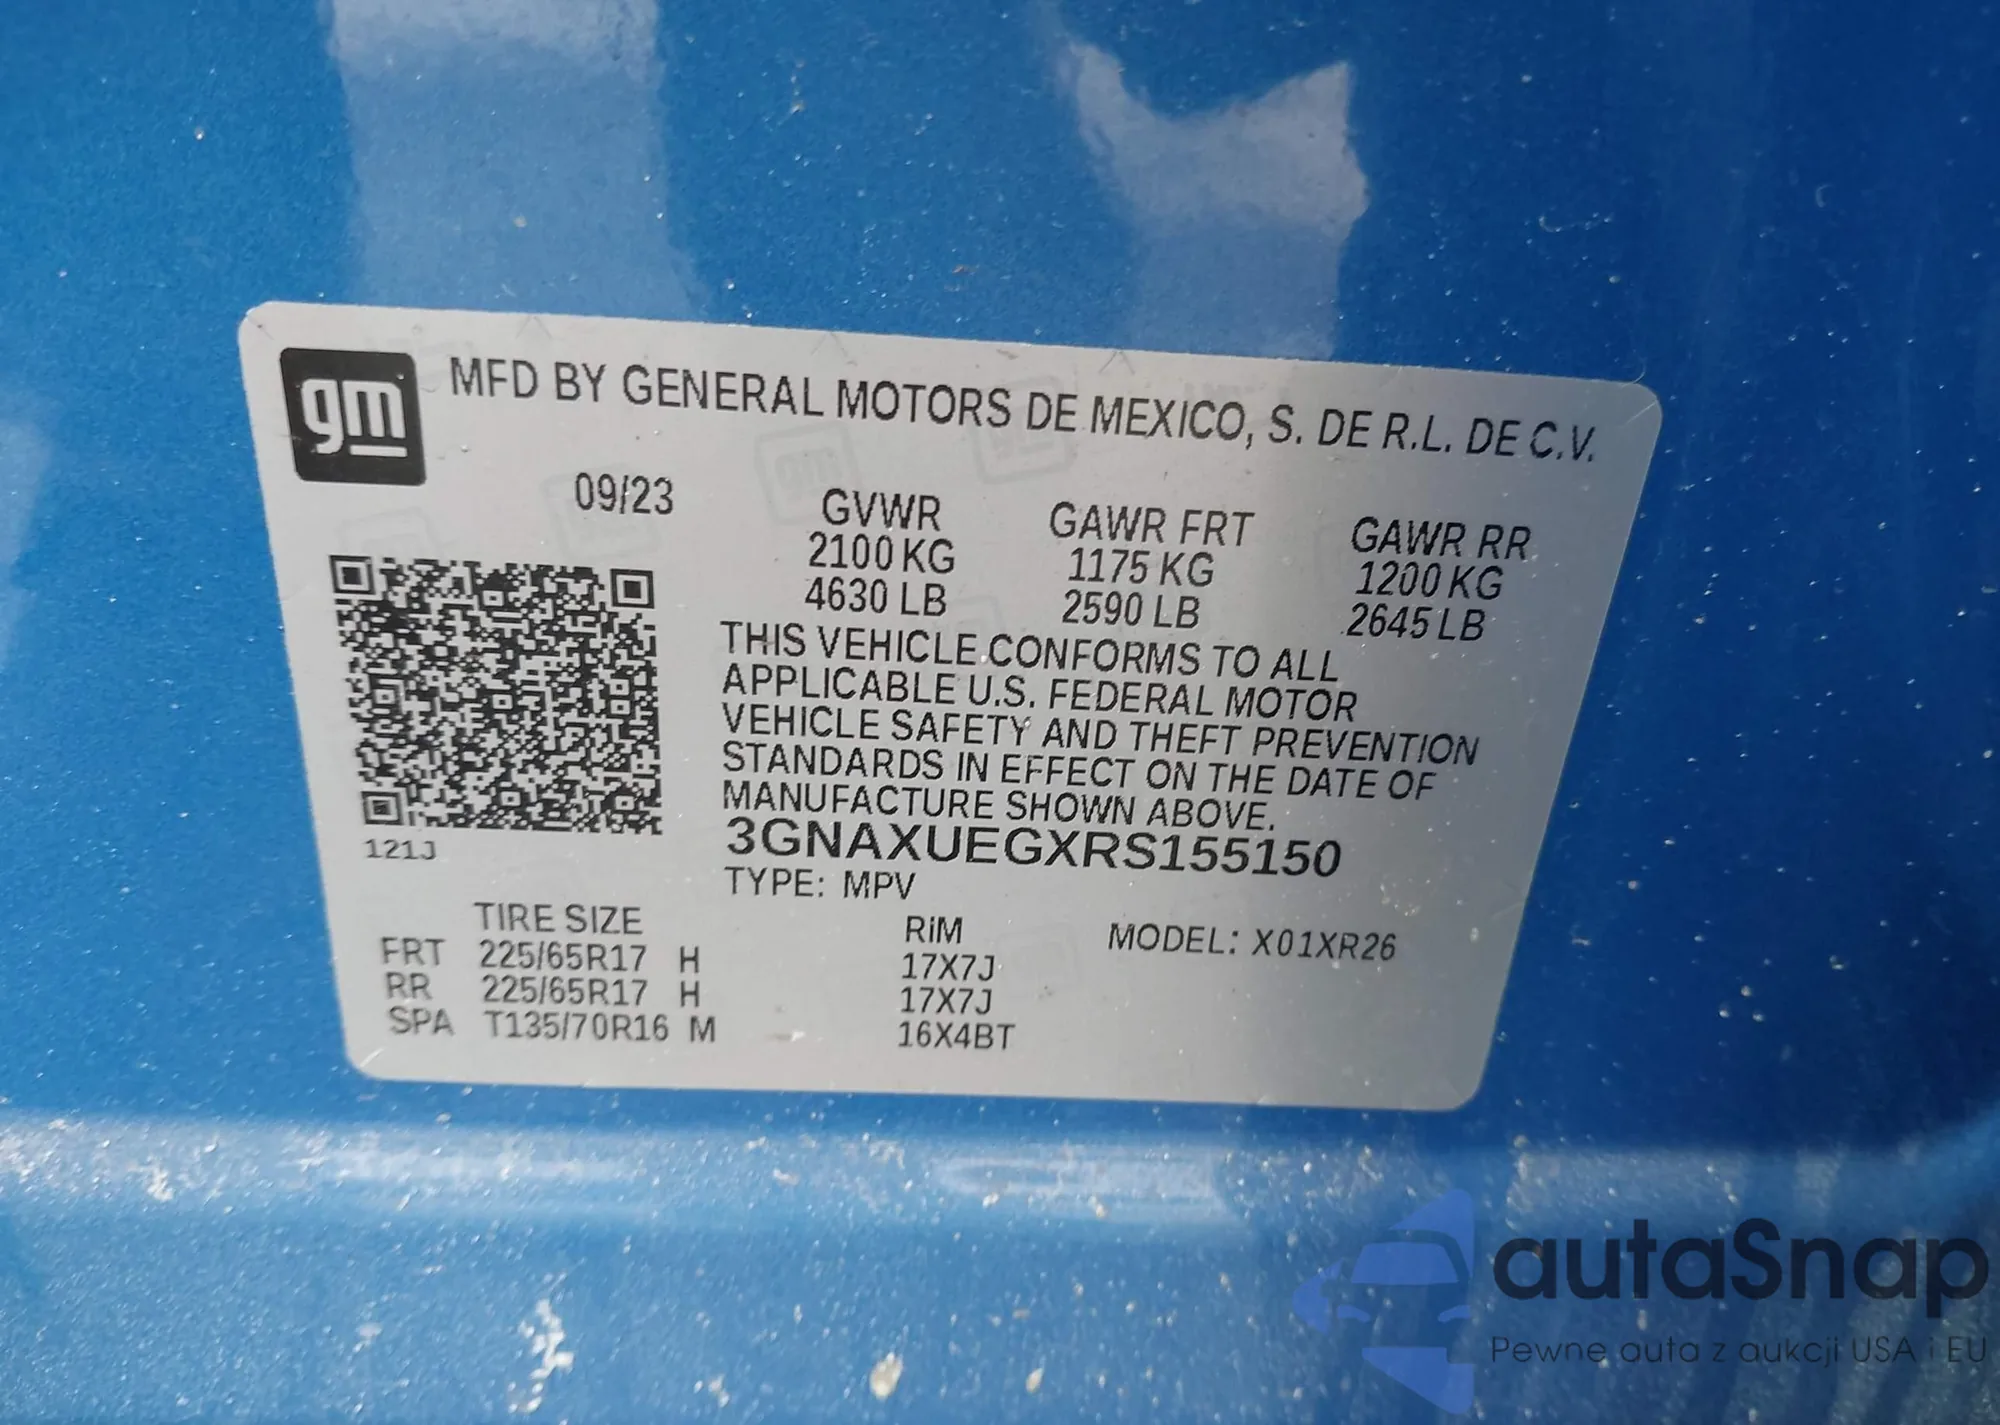 gm
MFD BY GENERAL MOTORS DE MEXICO, S. DE R.L. DE C.V.
09/23
GVWR GAWR FRT GAWR RR
2100 KG 1175 KG 1200 KG
4630 LB 2590 LB 2645 LB
THIS VEHICLE CONFORMS TO ALL
APPLICABLE U.S. FEDERAL MOTOR
VEHICLE SAFETY AND THEFT PREVENTION
STANDARDS IN EFFECT ON THE DATE OF
MANUFACTURE SHOWN ABOVE.
3GNAXUEGXRS155150
121J
TYPE: MPV
TIRE SIZE RIM MODEL: X01XR26
FRT 225/65R17 H 17X7J
RR 225/65R17 H 17X7J
SPA T135/70R16 M 16X4BT
autaSnap
Pewne auta z aukcji USA i EU